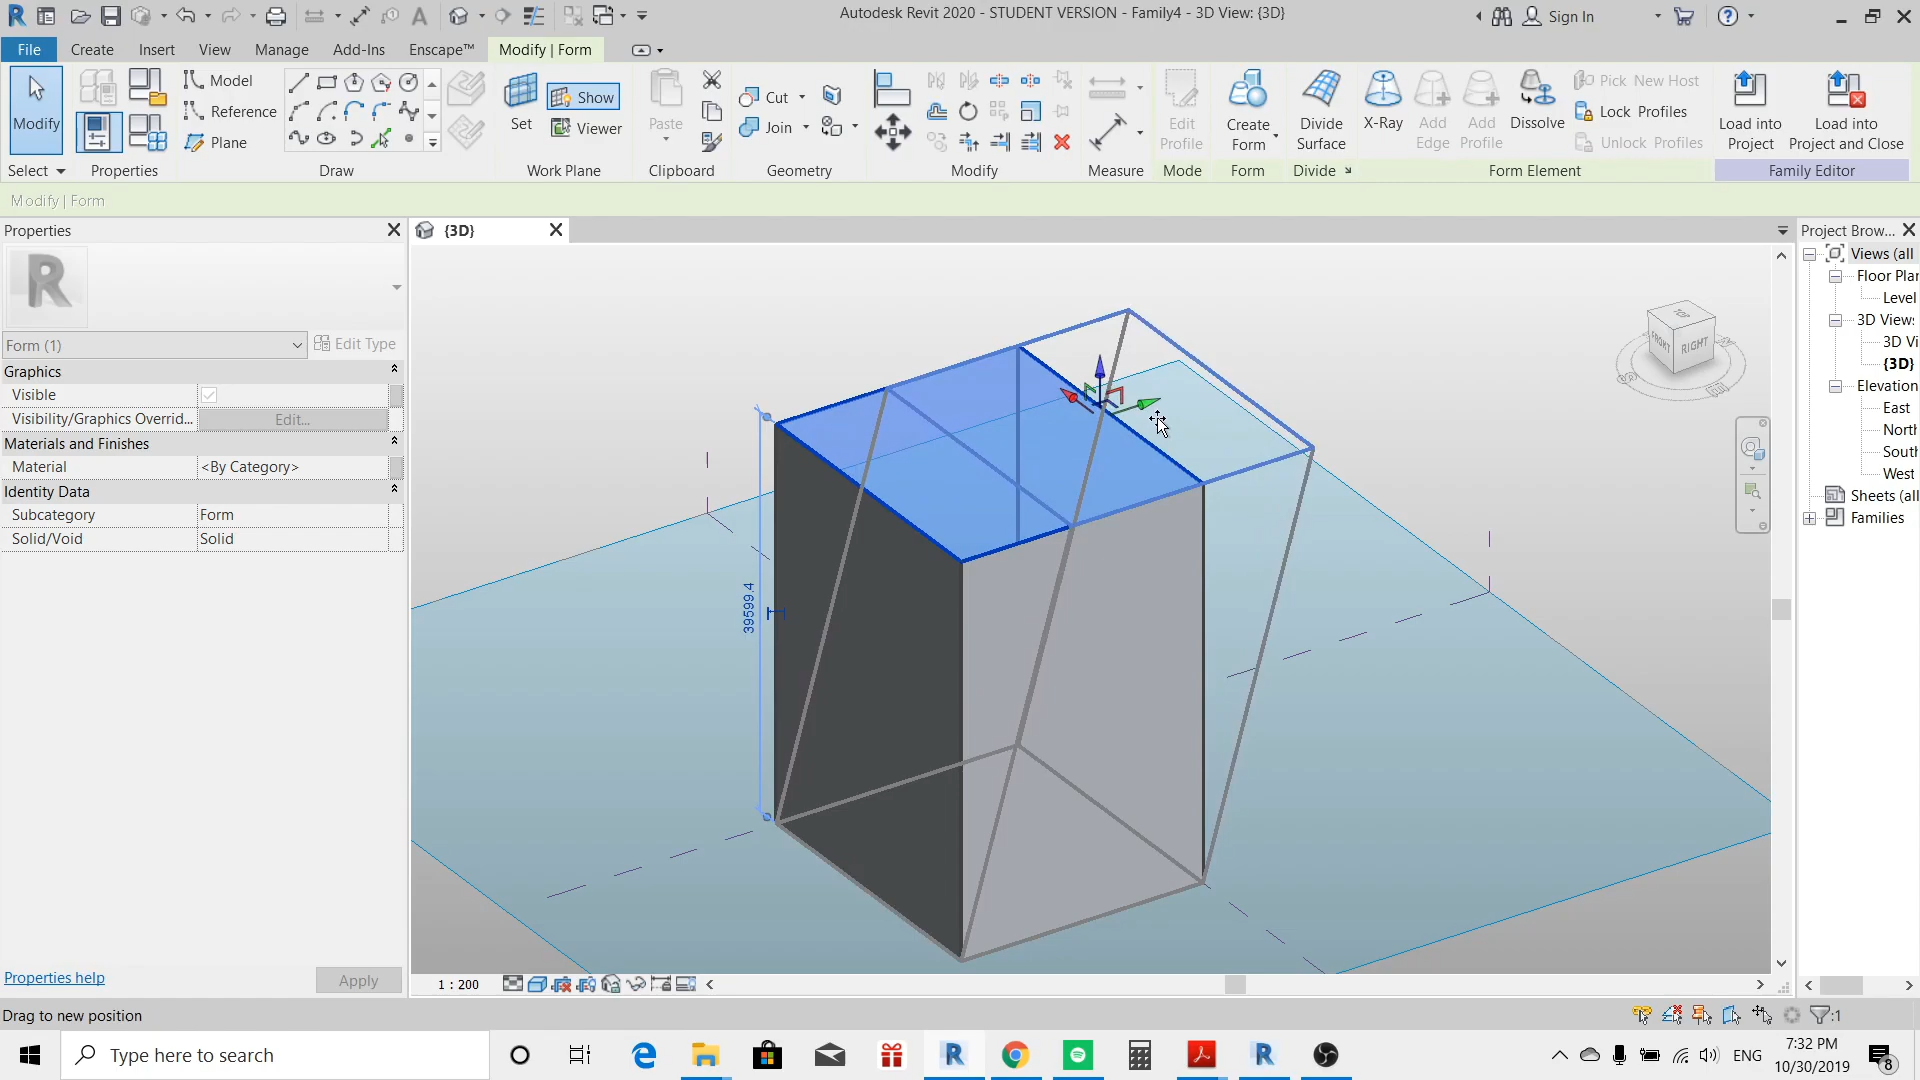 Autodesk Revit 2020 - STUDENT VERSION - Family4 - 3D View: {3D}
Sign In
File
Create
Insert
View
Manage
Add-Ins
Enscape™
Modify | Form
Modify
Select
Properties
Model
Reference
Plane
Draw
Set
Show
Viewer
Work Plane
Paste
Clipboard
Cut
Join
Geometry
Modify
Measure
Edit
Profile
Mode
Create
Form
Form
Divide
Surface
Divide
X-Ray
Add
Edge
Add
Profile
Dissolve
Pick New Host
Lock Profiles
Unlock Profiles
Form Element
Load into
Project
Load into
Project and Close
Family Editor
Modify | Form
Properties
{3D}
Project Brow...
R
Form (1)
Edit Type
Graphics
Visible
Visibility/Graphics Overrid...
Edit...
Materials and Finishes
Material
<By Category>
Identity Data
Subcategory
Form
Solid/Void
Solid
Properties help
Apply
39599.4
TOP
FRONT
RIGHT
Views (all
Floor Plan
Level
3D Views
3D Vi
{3D}
Elevation
East
North
South
West
Sheets (all
Families
1 : 200
Drag to new position
:1
Type here to search
ENG
7:32 PM
10/30/2019
8